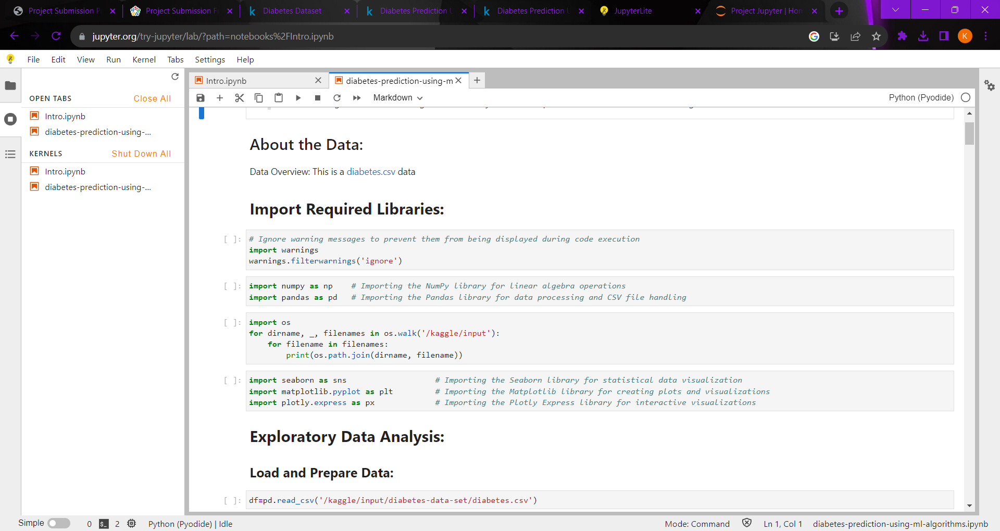 Project Submission P
Project Submission F
Diabetes Dataset
Diabetes Prediction U
Diabetes Prediction U
JupyterLite
Project Jupyter | Hom
jupyter.org/try-jupyter/lab/?path=notebooks%2FIntro.ipynb
K
File Edit View Run Kernel Tabs Settings Help
OPEN TABS Close All
Intro.ipynb
diabetes-prediction-using-...
KERNELS Shut Down All
Intro.ipynb
diabetes-prediction-using-...
Intro.ipynb
diabetes-prediction-using-m
Markdown
Python (Pyodide)
About the Data:
Data Overview: This is a diabetes.csv data
Import Required Libraries:
[ ]: # Ignore warning messages to prevent them from being displayed during code execution
import warnings
warnings.filterwarnings('ignore')
[ ]: import numpy as np # Importing the NumPy library for linear algebra operations
import pandas as pd # Importing the Pandas library for data processing and CSV file handling
[ ]: import os
for dirname, _, filenames in os.walk('/kaggle/input'):
for filename in filenames:
print(os.path.join(dirname, filename))
[ ]: import seaborn as sns # Importing the Seaborn library for statistical data visualization
import matplotlib.pyplot as plt # Importing the Matplotlib library for creating plots and visualizations
import plotly.express as px # Importing the Plotly Express library for interactive visualizations
Exploratory Data Analysis:
Load and Prepare Data:
[ ]: df=pd.read_csv('/kaggle/input/diabetes-data-set/diabetes.csv')
Simple 0 $_ 2 Python (Pyodide) | Idle
Mode: Command Ln 1, Col 1 diabetes-prediction-using-ml-algorithms.ipynb